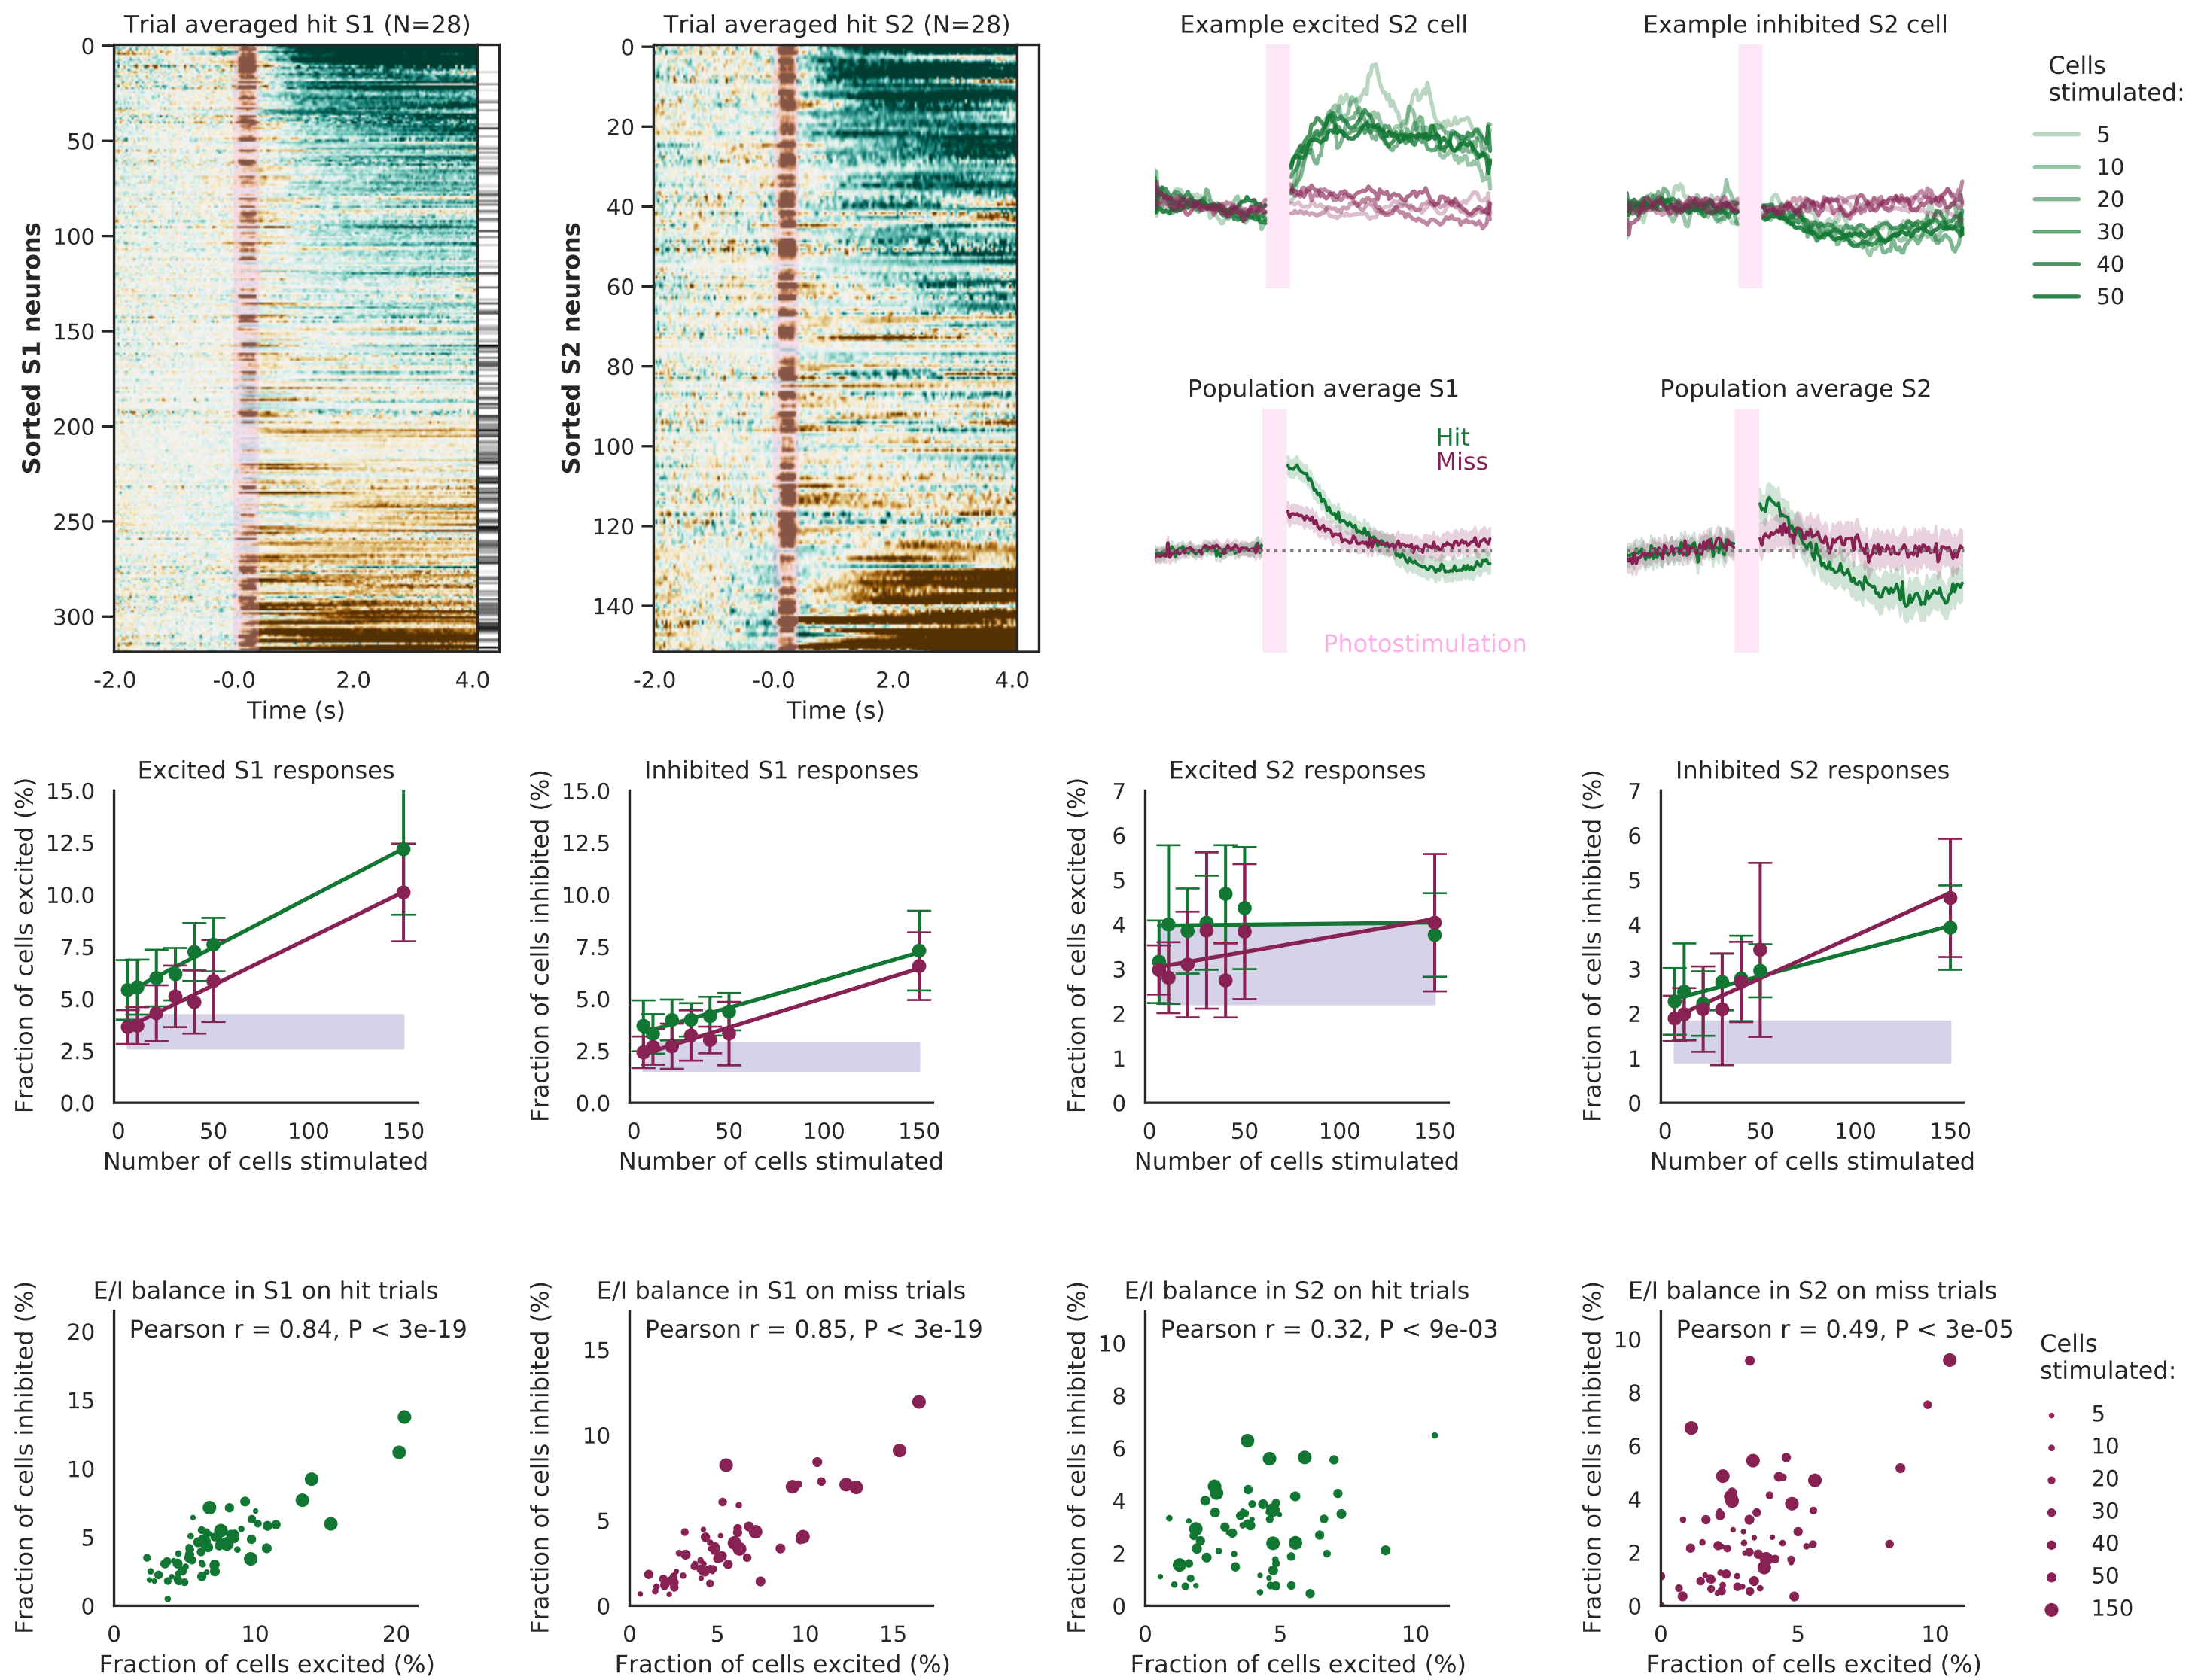 Trial averaged hit S1 (N=28)
Sorted S1 neurons
0
50
100
150
200
250
300
-2.0 -0.0 2.0 4.0
Time (s)
Trial averaged hit S2 (N=28)
Sorted S2 neurons
0
20
40
60
80
100
120
140
-2.0 -0.0 2.0 4.0
Time (s)
Example excited S2 cell
Example inhibited S2 cell
Cells
stimulated:
5
10
20
30
40
50
Population average S1
Hit
Miss
Photostimulation
Population average S2
Excited S1 responses
Fraction of cells excited (%)
15.0
12.5
10.0
7.5
5.0
2.5
0.0
0 50 100 150
Number of cells stimulated
Inhibited S1 responses
Fraction of cells inhibited (%)
15.0
12.5
10.0
7.5
5.0
2.5
0.0
0 50 100 150
Number of cells stimulated
Excited S2 responses
Fraction of cells excited (%)
7
6
5
4
3
2
1
0
0 50 100 150
Number of cells stimulated
Inhibited S2 responses
Fraction of cells inhibited (%)
7
6
5
4
3
2
1
0
0 50 100 150
Number of cells stimulated
E/I balance in S1 on hit trials
Pearson r = 0.84, P < 3e-19
Fraction of cells inhibited (%)
20
15
10
5
0
0 10 20
Fraction of cells excited (%)
E/I balance in S1 on miss trials
Pearson r = 0.85, P < 3e-19
Fraction of cells inhibited (%)
15
10
5
0
0 5 10 15
Fraction of cells excited (%)
E/I balance in S2 on hit trials
Pearson r = 0.32, P < 9e-03
Fraction of cells inhibited (%)
10
8
6
4
2
0
0 5 10
Fraction of cells excited (%)
E/I balance in S2 on miss trials
Pearson r = 0.49, P < 3e-05
Fraction of cells inhibited (%)
10
8
6
4
2
0
0 5 10
Fraction of cells excited (%)
Cells
stimulated:
5
10
20
30
40
50
150